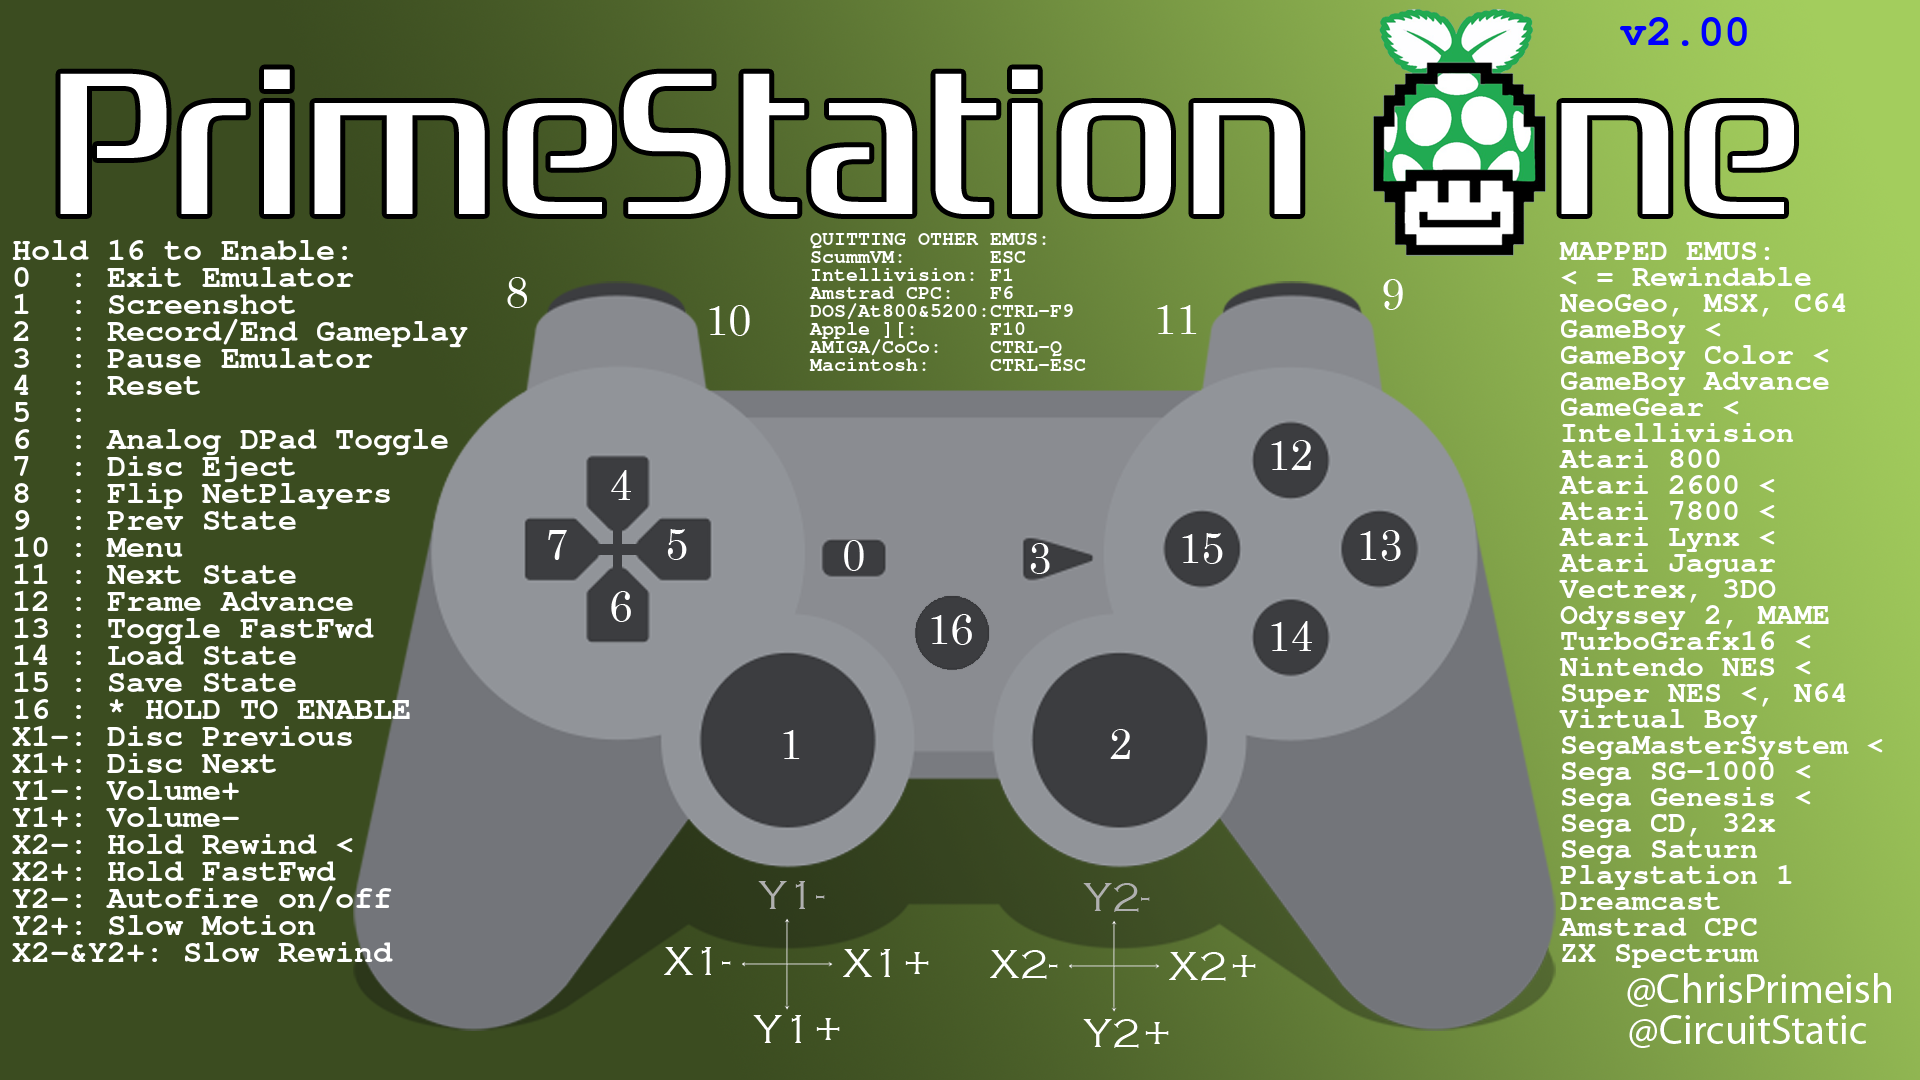 v2.00
PrimeStation One
Hold 16 to Enable:
0  : Exit Emulator
1  : Screenshot
2  : Record/End Gameplay
3  : Pause Emulator
4  : Reset
5  :
6  : Analog DPad Toggle
7  : Disc Eject
8  : Flip NetPlayers
9  : Prev State
10 : Menu
11 : Next State
12 : Frame Advance
13 : Toggle FastFwd
14 : Load State
15 : Save State
16 : * HOLD TO ENABLE
X1-: Disc Previous
X1+: Disc Next
Y1-: Volume+
Y1+: Volume-
X2-: Hold Rewind <
X2+: Hold FastFwd
Y2-: Autofire on/off
Y2+: Slow Motion
X2-&Y2+: Slow Rewind
QUITTING OTHER EMUS:
ScummVM: ESC
Intellivision: F1
Amstrad CPC: F6
DOS/At800&5200:CTRL-F9
Apple ][: F10
AMIGA/CoCo: CTRL-Q
Macintosh: CTRL-ESC
8
10
11
9
4
7
5
6
0
3
16
12
15
13
14
1
2
Y1-
X1-
X1+
Y1+
Y2-
X2-
X2+
Y2+
MAPPED EMUS:
< = Rewindable
NeoGeo, MSX, C64
GameBoy <
GameBoy Color <
GameBoy Advance
GameGear <
Intellivision
Atari 800
Atari 2600 <
Atari 7800 <
Atari Lynx <
Atari Jaguar
Vectrex, 3DO
Odyssey 2, MAME
TurboGrafx16 <
Nintendo NES <
Super NES <, N64
Virtual Boy
SegaMasterSystem <
Sega SG-1000 <
Sega Genesis <
Sega CD, 32x
Sega Saturn
Playstation 1
Dreamcast
Amstrad CPC
ZX Spectrum
@ChrisPrimeish
@CircuitStatic